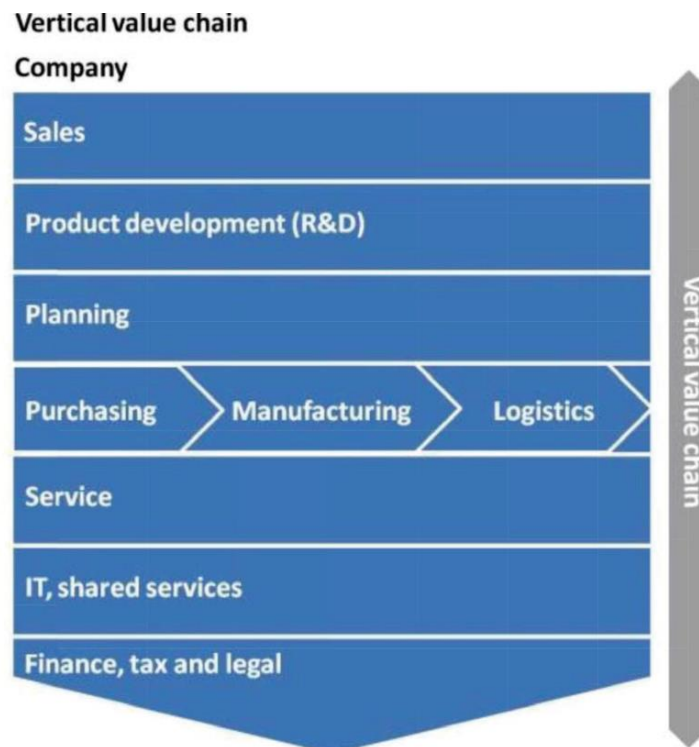 Vertical value chain
Company
Sales
Product development (R&D)
Planning
Purchasing
Manufacturing
Logistics
Service
IT, shared services
Finance, tax and legal
Vertical value chain